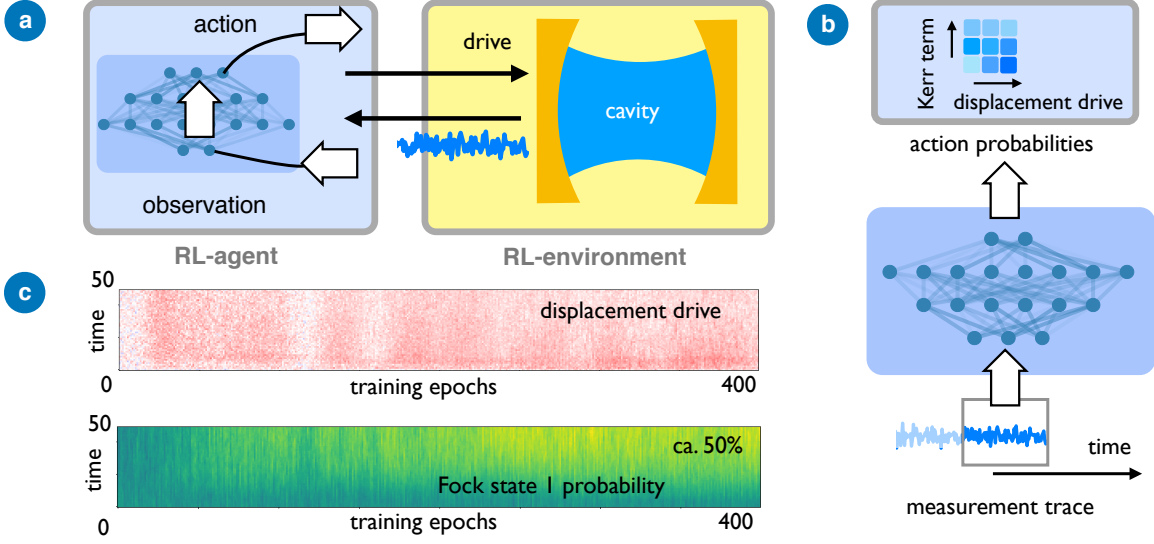 a
action
observation
RL-agent
drive
cavity
RL-environment
b
Kerr term
displacement drive
action probabilities
time
measurement trace
c
50
time
0
displacement drive
training epochs
400
50
time
0
ca. 50%
Fock state 1 probability
training epochs
400